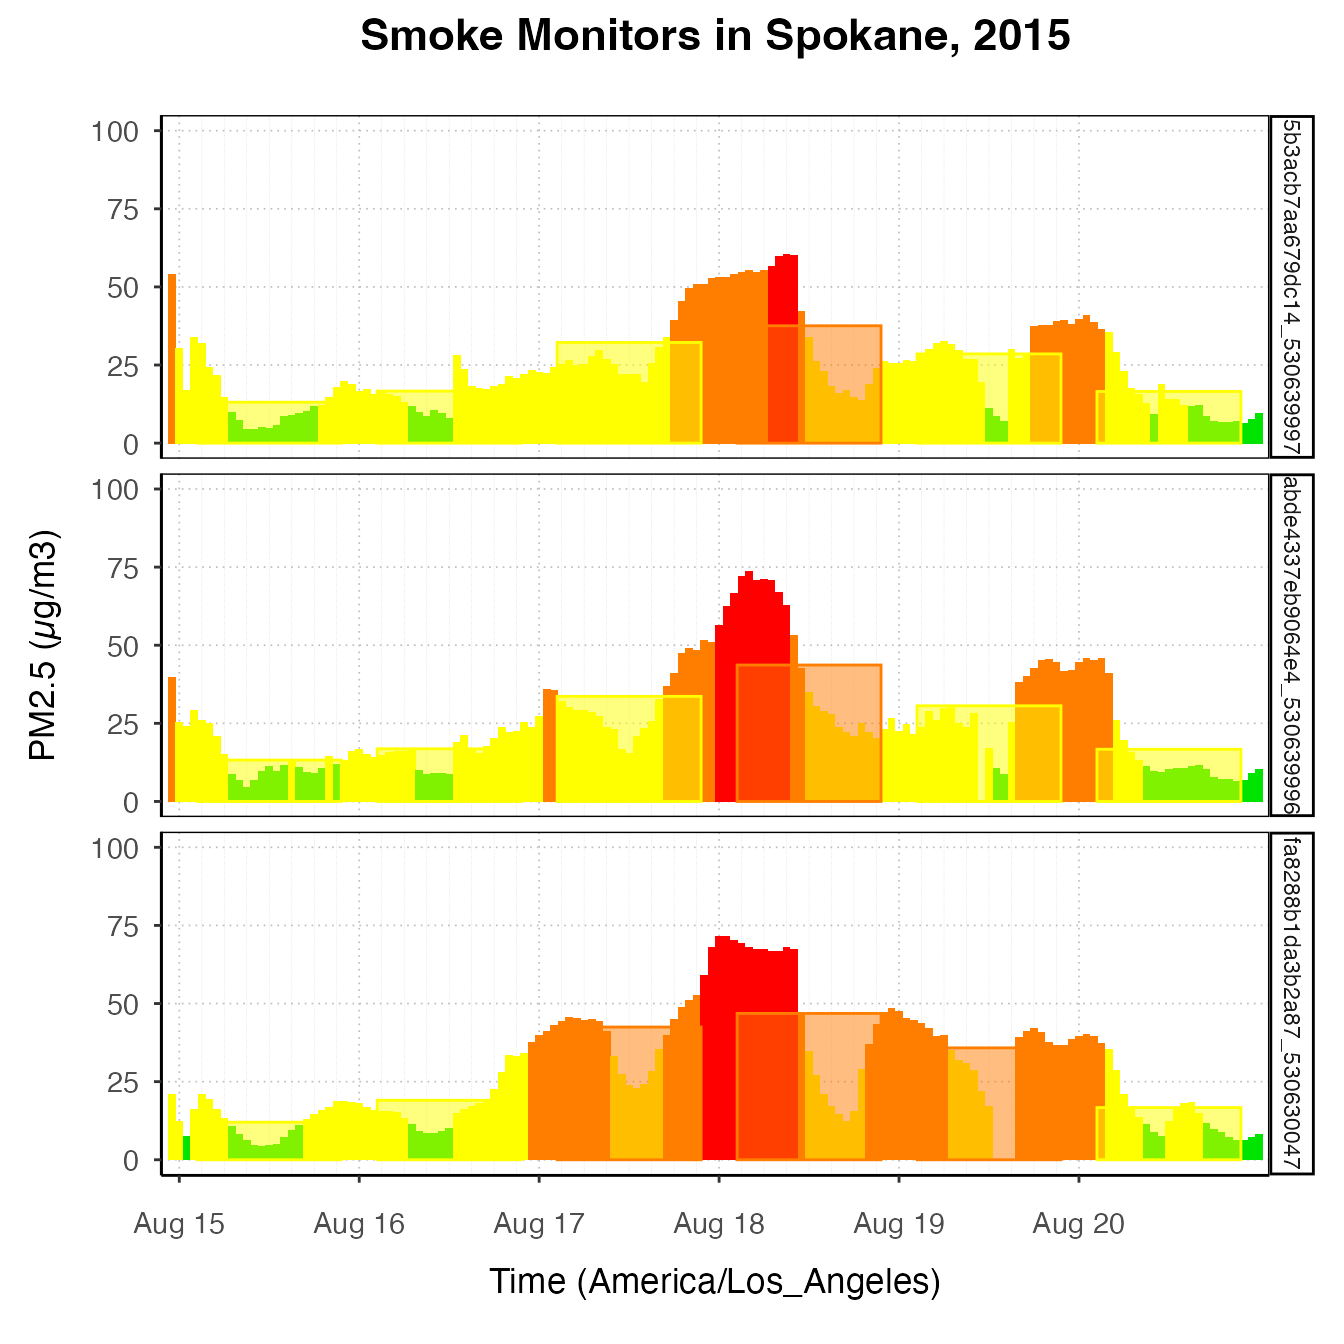 Smoke Monitors in Spokane, 2015
100
75
50
25
0
5b3acb7aa679dc14_530639997
100
75
50
25
0
abde4337eb9064e4_530639996
100
75
50
25
0
fa8288b1da3b2a87_530630047
PM2.5 (µg/m3)
Aug 15 Aug 16 Aug 17 Aug 18 Aug 19 Aug 20
Time (America/Los_Angeles)